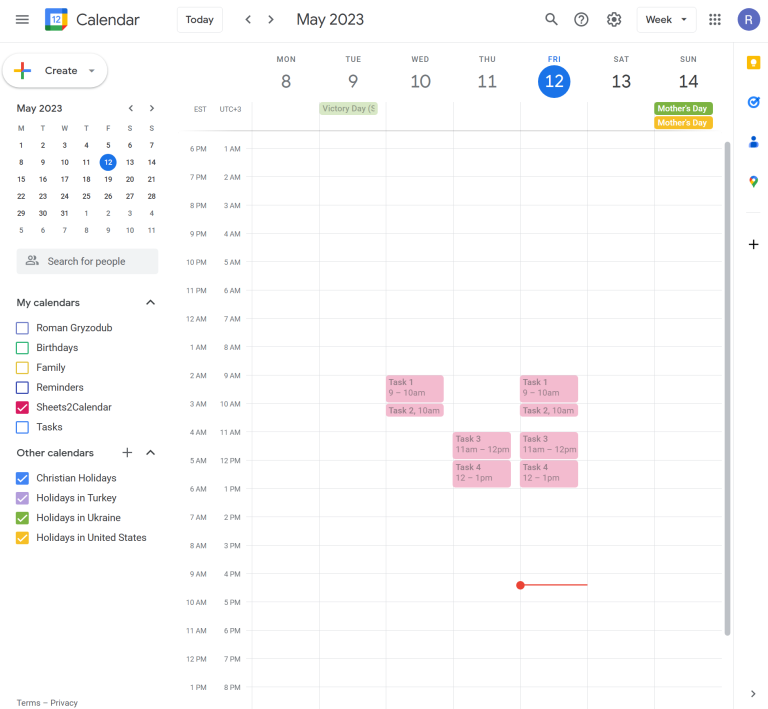 12 Calendar Today May 2023 Week R
Create
May 2023
M T W T F S S
1 2 3 4 5 6 7
8 9 10 11 12 13 14
15 16 17 18 19 20 21
22 23 24 25 26 27 28
29 30 31 1 2 3 4
5 6 7 8 9 10 11
Search for people
My calendars
Roman Gryzodub
Birthdays
Family
Reminders
Sheets2Calendar
Tasks
Other calendars
Christian Holidays
Holidays in Turkey
Holidays in Ukraine
Holidays in United States
Terms – Privacy
MON TUE WED THU FRI SAT SUN
8 9 10 11 12 13 14
EST UTC+3 Victory Day (S Mother's Day
Mother's Day
6 PM 1 AM
7 PM 2 AM
8 PM 3 AM
9 PM 4 AM
10 PM 5 AM
11 PM 6 AM
12 AM 7 AM
1 AM 8 AM
2 AM 9 AM
Task 1 Task 1
9 – 10am 9 – 10am
3 AM 10 AM
Task 2, 10am Task 2, 10am
4 AM 11 AM
Task 3 Task 3
11am – 12pm 11am – 12pm
5 AM 12 PM
Task 4 Task 4
12 – 1pm 12 – 1pm
6 AM 1 PM
7 AM 2 PM
8 AM 3 PM
9 AM 4 PM
10 AM 5 PM
11 AM 6 PM
12 PM 7 PM
1 PM 8 PM